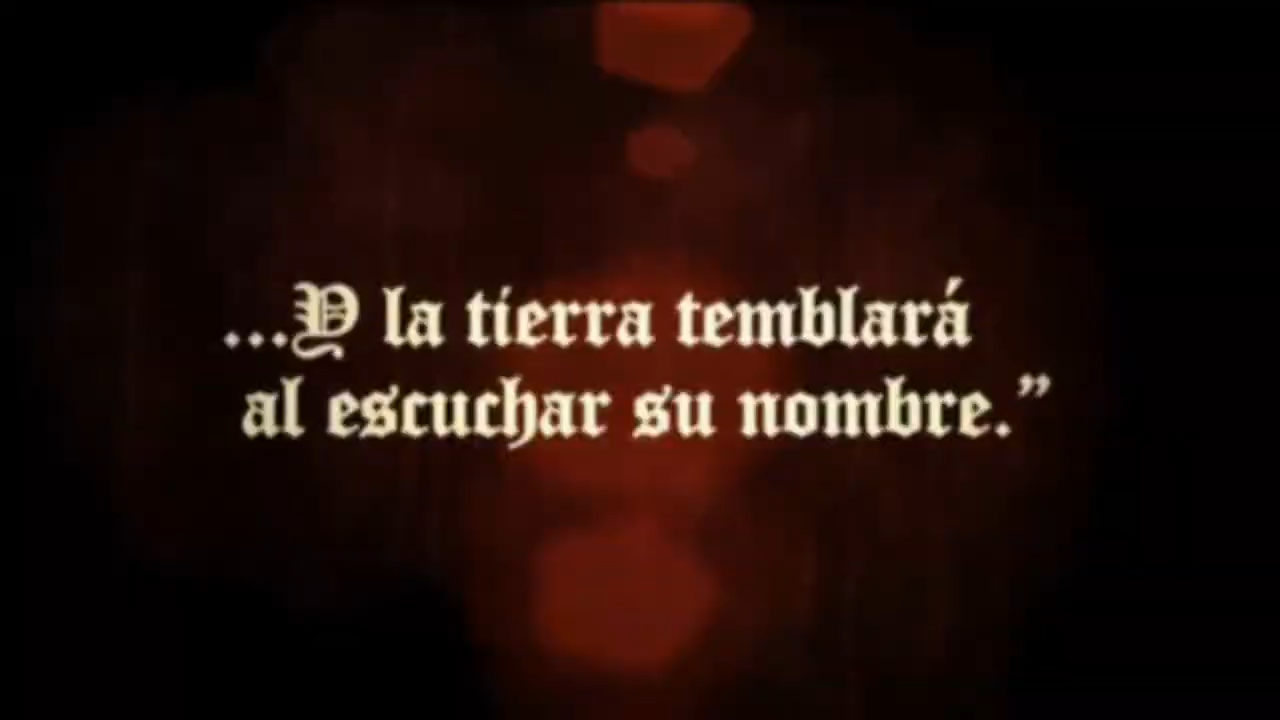 ...Y la tierra temblará
al escuchar su nombre.”